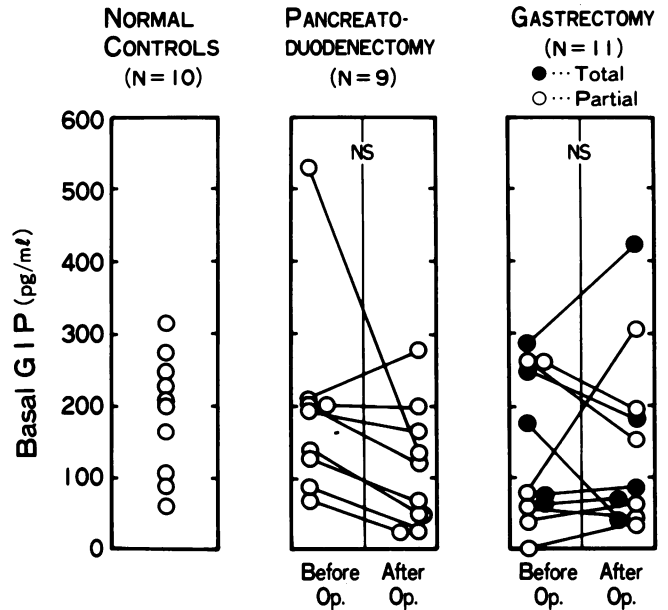 NORMAL CONTROLS
(N=10)
PANCREATO-
DUODENECTOMY
(N=9)
GASTRECTOMY
(N=11)
●···Total
○···Partial
Basal GIP (pg/ml)
600
500
400
300
200
100
0
NS
NS
Before Op.
After Op.
Before Op.
After Op.